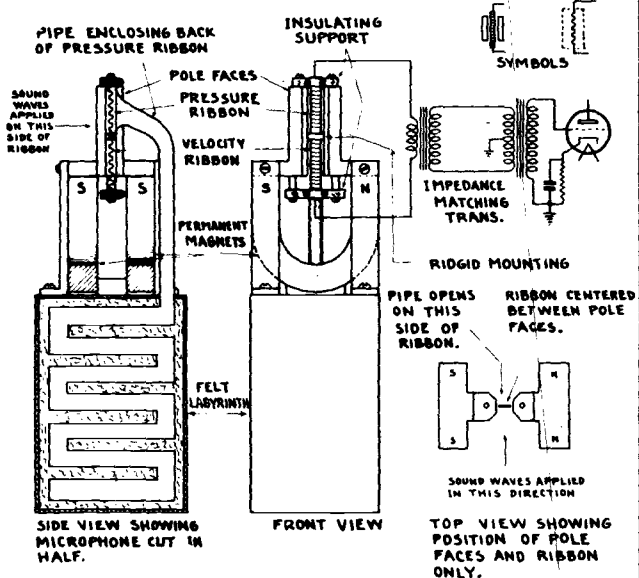 PIPE ENCLOSING BACK
OF PRESSURE RIBBON
INSULATING
SUPPORT
SYMBOLS
SOUND
WAVES
APPLIED
ON THIS
SIDE OF
RIBBON
POLE FACES
PRESSURE
RIBBON
VELOCITY
RIBBON
S
S
S
N
PERMANENT
MAGNETS
IMPEDANCE
MATCHING
TRANS.
RIDGID MOUNTING
PIPE OPENS
ON THIS
SIDE OF
RIBBON.
RIBBON CENTERED
BETWEEN POLE
FACES.
FELT
LABYRINTH
S
N
S
N
SOUND WAVES APPLIED
IN THIS DIRECTION
SIDE VIEW SHOWING
MICROPHONE CUT IN
HALF.
FRONT VIEW
TOP VIEW SHOWING
POSITION OF POLE
FACES AND RIBBON
ONLY.